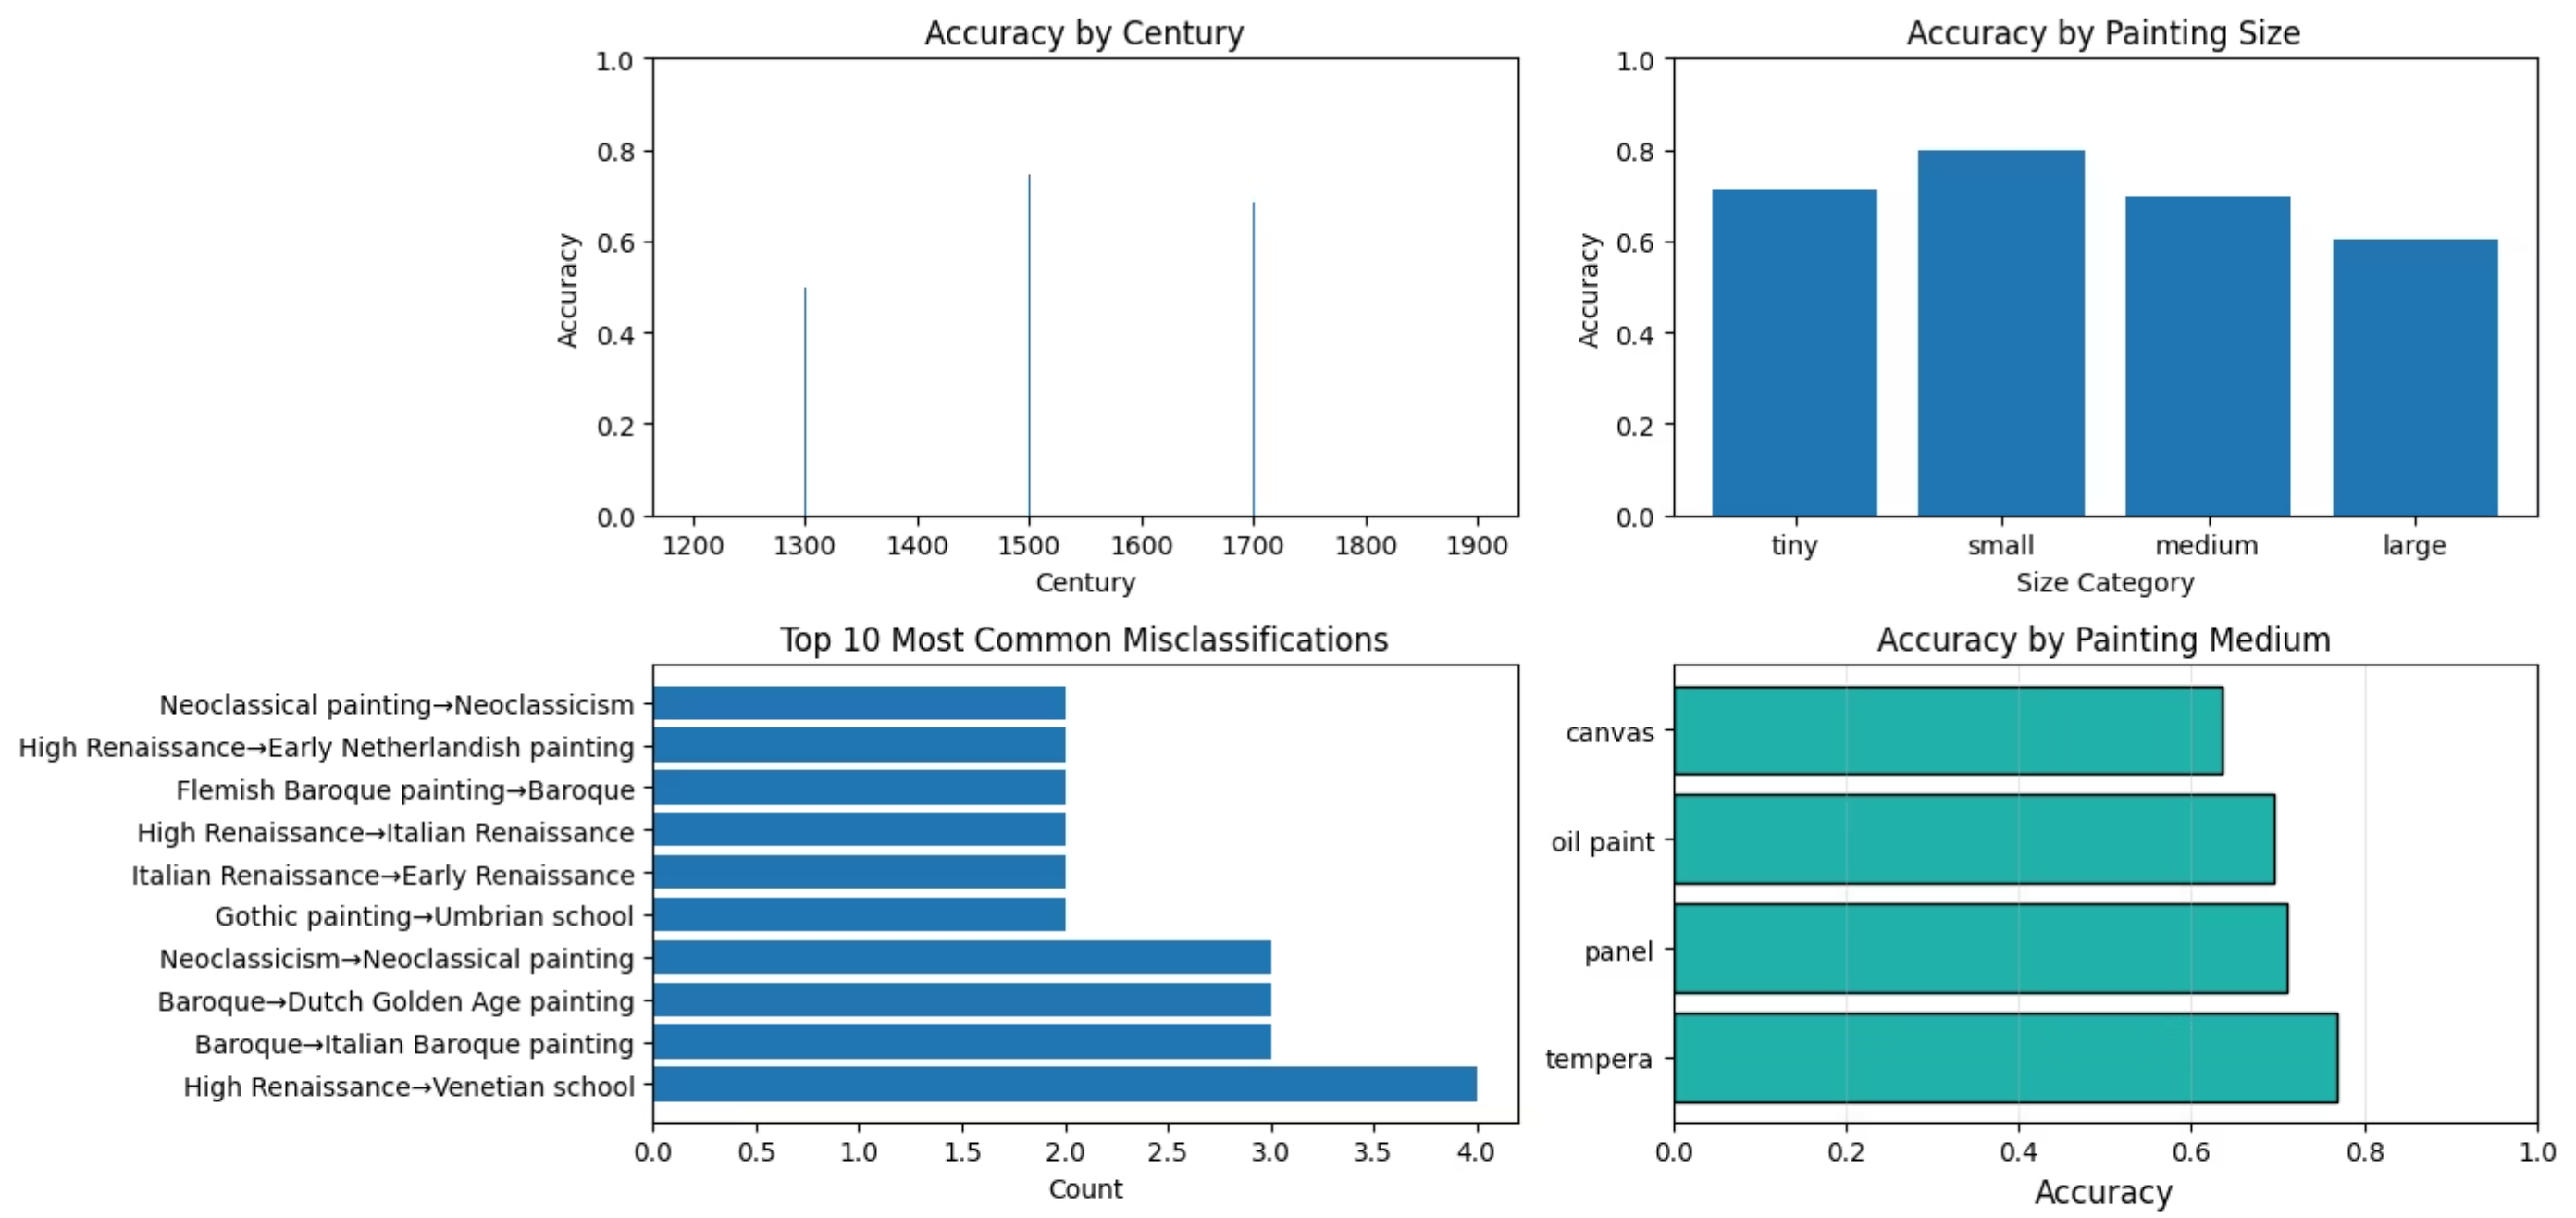 Accuracy by Century
1.0
0.8
0.6
0.4
0.2
0.0
Accuracy
1200 1300 1400 1500 1600 1700 1800 1900
Century
Accuracy by Painting Size
1.0
0.8
0.6
0.4
0.2
0.0
Accuracy
tiny small medium large
Size Category
Top 10 Most Common Misclassifications
Neoclassical painting→Neoclassicism
High Renaissance→Early Netherlandish painting
Flemish Baroque painting→Baroque
High Renaissance→Italian Renaissance
Italian Renaissance→Early Renaissance
Gothic painting→Umbrian school
Neoclassicism→Neoclassical painting
Baroque→Dutch Golden Age painting
Baroque→Italian Baroque painting
High Renaissance→Venetian school
0.0 0.5 1.0 1.5 2.0 2.5 3.0 3.5 4.0
Count
Accuracy by Painting Medium
canvas
oil paint
panel
tempera
0.0 0.2 0.4 0.6 0.8 1.0
Accuracy